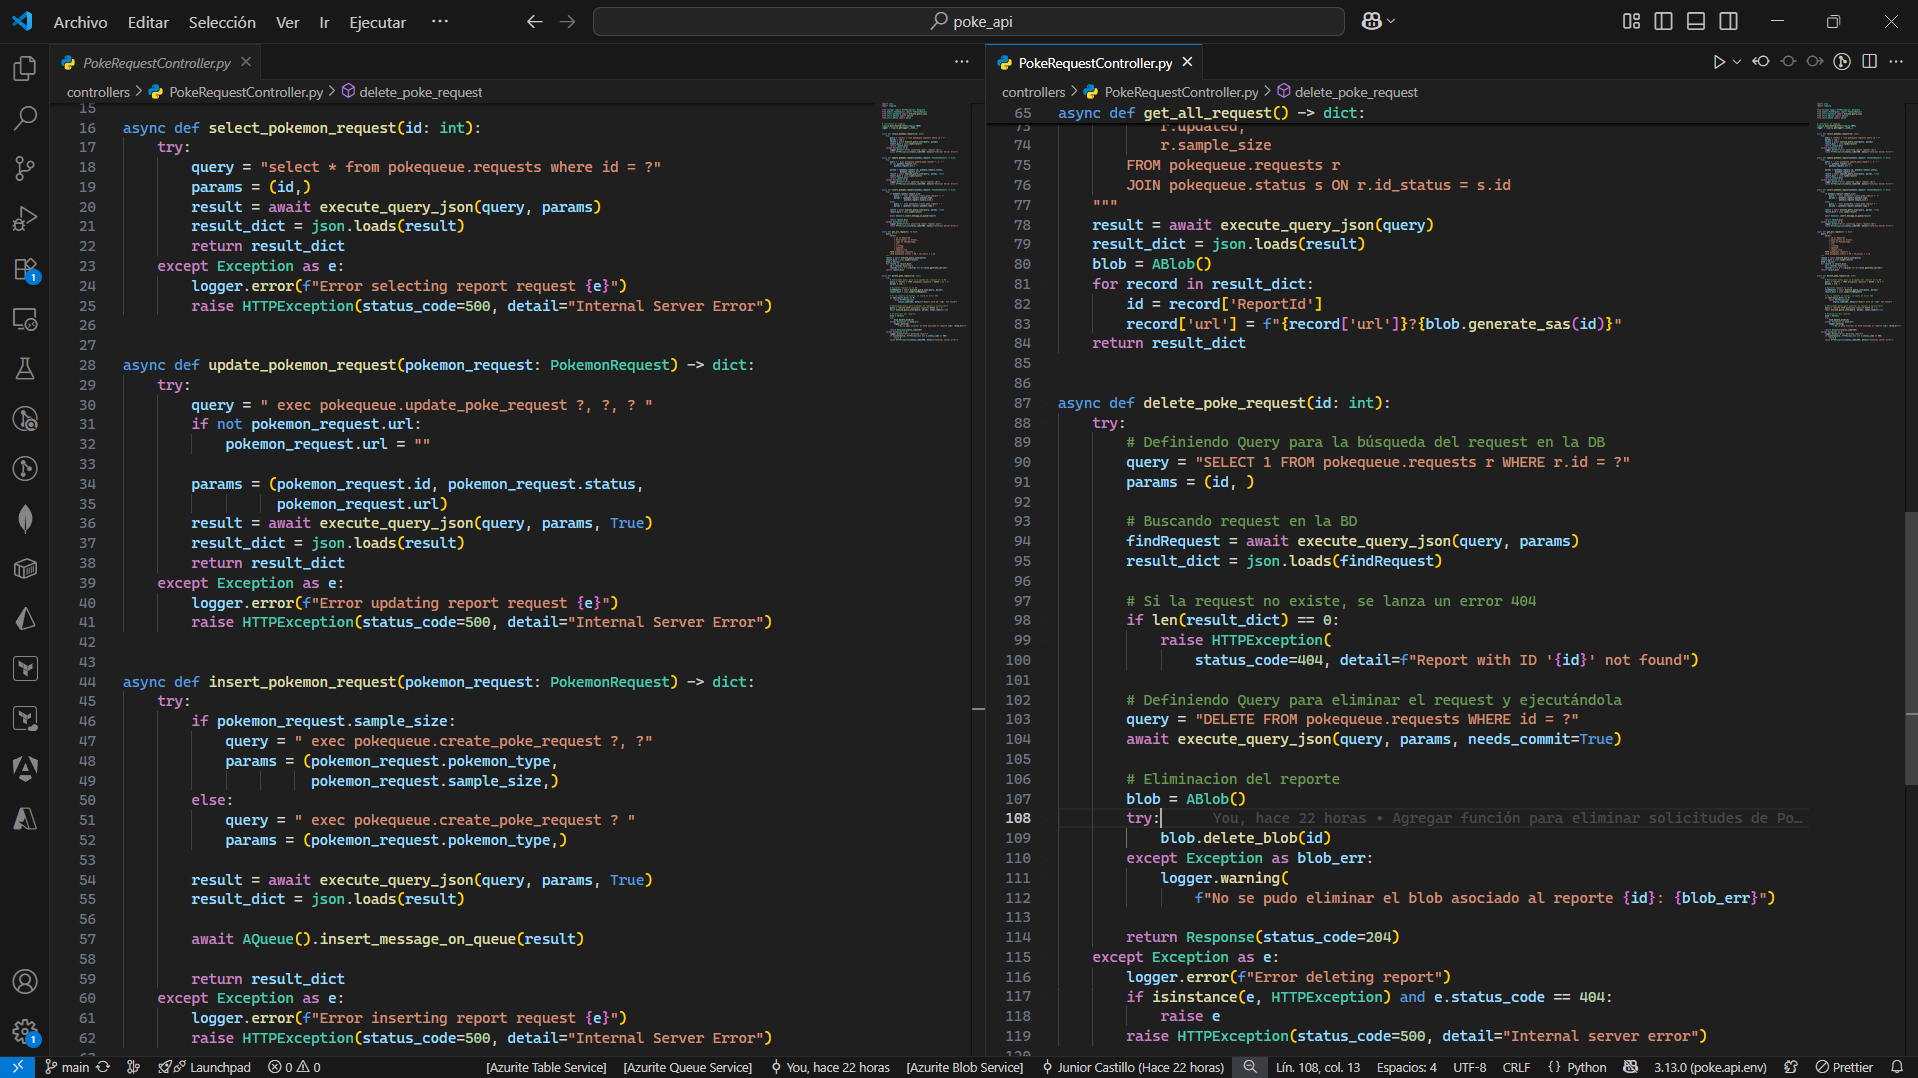 Archivo Editar Selección Ver Ir Ejecutar ··· poke_api
PokeRequestController.py
controllers > PokeRequestController.py > delete_poke_request
15
16 async def select_pokemon_request(id: int):
17     try:
18         query = "select * from pokequeue.requests where id = ?"
19         params = (id,)
20         result = await execute_query_json(query, params)
21         result_dict = json.loads(result)
22         return result_dict
23     except Exception as e:
24         logger.error(f"Error selecting report request {e}")
25         raise HTTPException(status_code=500, detail="Internal Server Error")
26
27
28 async def update_pokemon_request(pokemon_request: PokemonRequest) -> dict:
29     try:
30         query = " exec pokequeue.update_poke_request ?, ?, ? "
31         if not pokemon_request.url:
32             pokemon_request.url = ""
33
34         params = (pokemon_request.id, pokemon_request.status,
35                   pokemon_request.url)
36         result = await execute_query_json(query, params, True)
37         result_dict = json.loads(result)
38         return result_dict
39     except Exception as e:
40         logger.error(f"Error updating report request {e}")
41         raise HTTPException(status_code=500, detail="Internal Server Error")
42
43
44 async def insert_pokemon_request(pokemon_request: PokemonRequest) -> dict:
45     try:
46         if pokemon_request.sample_size:
47             query = " exec pokequeue.create_poke_request ?, ?"
48             params = (pokemon_request.pokemon_type,
49                       pokemon_request.sample_size,)
50         else:
51             query = " exec pokequeue.create_poke_request ? "
52             params = (pokemon_request.pokemon_type,)
53
54         result = await execute_query_json(query, params, True)
55         result_dict = json.loads(result)
56
57         await AQueue().insert_message_on_queue(result)
58
59         return result_dict
60     except Exception as e:
61         logger.error(f"Error inserting report request {e}")
62         raise HTTPException(status_code=500, detail="Internal Server Error")
PokeRequestController.py
controllers > PokeRequestController.py > delete_poke_request
65 async def get_all_request() -> dict:
73             r.updated,
74             r.sample_size
75         FROM pokequeue.requests r
76         JOIN pokequeue.status s ON r.id_status = s.id
77     """
78     result = await execute_query_json(query)
79     result_dict = json.loads(result)
80     blob = ABlob()
81     for record in result_dict:
82         id = record['ReportId']
83         record['url'] = f"{record['url']}?{blob.generate_sas(id)}"
84     return result_dict
85
86
87 async def delete_poke_request(id: int):
88     try:
89         # Definiendo Query para la búsqueda del request en la DB
90         query = "SELECT 1 FROM pokequeue.requests r WHERE r.id = ?"
91         params = (id, )
92
93         # Buscando request en la BD
94         findRequest = await execute_query_json(query, params)
95         result_dict = json.loads(findRequest)
96
97         # Si la request no existe, se lanza un error 404
98         if len(result_dict) == 0:
99             raise HTTPException(
100                 status_code=404, detail=f"Report with ID '{id}' not found")
101
102         # Definiendo Query para eliminar el request y ejecutándola
103         query = "DELETE FROM pokequeue.requests WHERE id = ?"
104         await execute_query_json(query, params, needs_commit=True)
105
106         # Eliminacion del reporte
107         blob = ABlob()
108         try: You, hace 22 horas • Agregar función para eliminar solicitudes de Po…
109             blob.delete_blob(id)
110         except Exception as blob_err:
111             logger.warning(
112                 f"No se pudo eliminar el blob asociado al reporte {id}: {blob_err}")
113
114         return Response(status_code=204)
115     except Exception as e:
116         logger.error(f"Error deleting report")
117         if isinstance(e, HTTPException) and e.status_code == 404:
118             raise e
119         raise HTTPException(status_code=500, detail="Internal server error")
1
1
main Launchpad 0 0 [Azurite Table Service] [Azurite Queue Service] You, hace 22 horas [Azurite Blob Service] Junior Castillo (Hace 22 horas) Lín. 108, col. 13 Espacios: 4 UTF-8 CRLF {} Python 3.13.0 (poke.api.env) Prettier